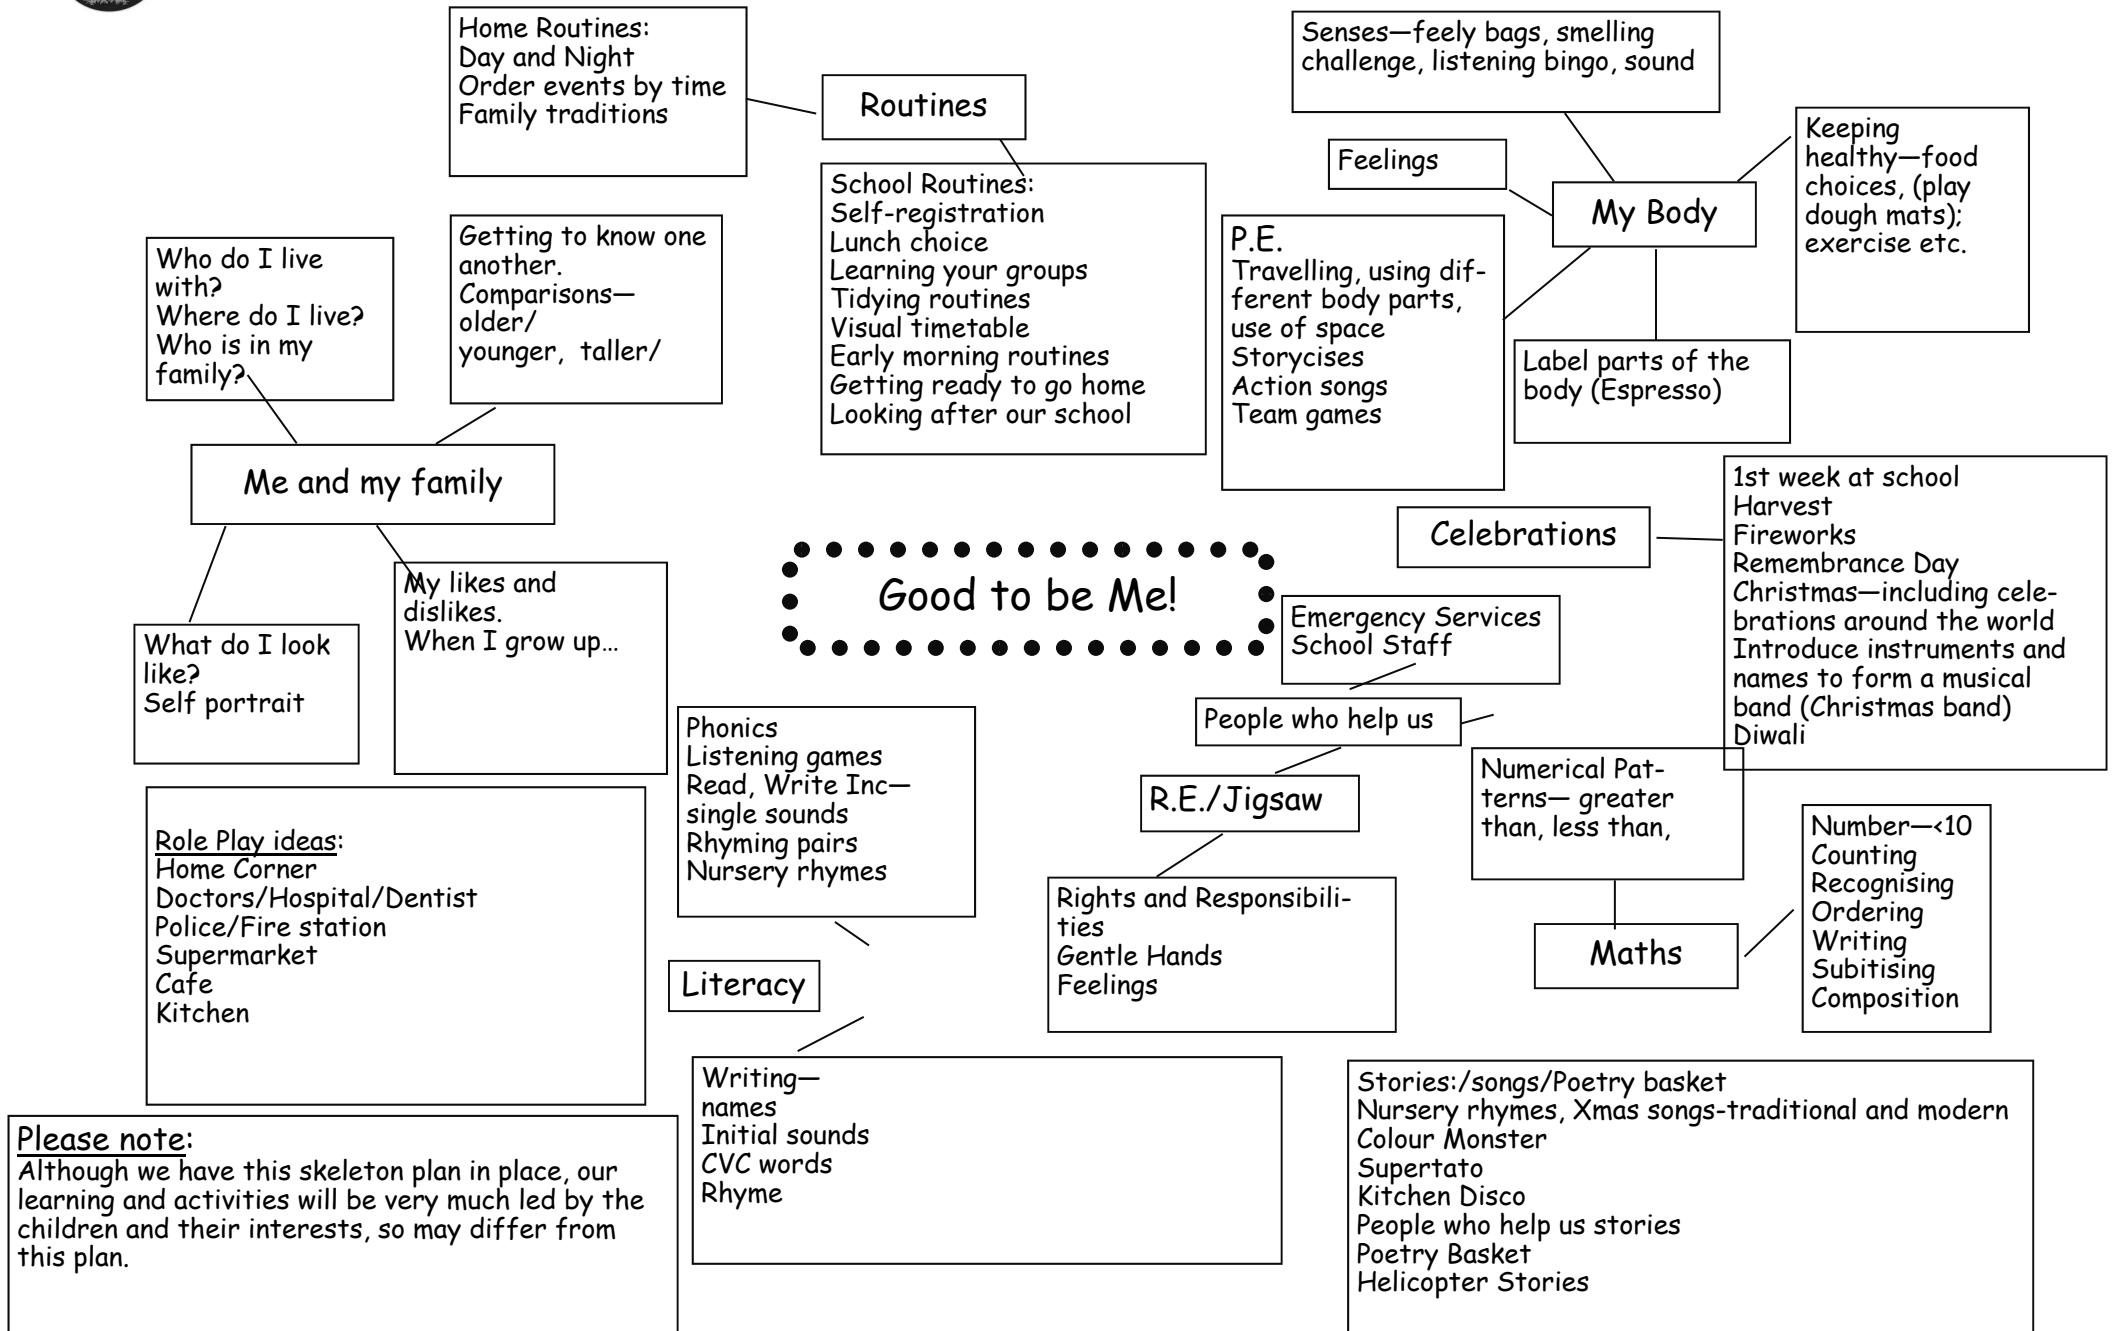 Home Routines:
Day and Night
Order events by time
Family traditions
Routines
School Routines:
Self-registration
Lunch choice
Learning your groups
Tidying routines
Visual timetable
Early morning routines
Getting ready to go home
Looking after our school
Senses—feely bags, smelling
challenge, listening bingo, sound
Feelings
My Body
Keeping
healthy—food
choices, (play
dough mats);
exercise etc.
P.E.
Travelling, using dif-
ferent body parts,
use of space
Storycises
Action songs
Team games
Label parts of the
body (Espresso)
Who do I live
with?
Where do I live?
Who is in my
family?
Getting to know one
another.
Comparisons—
older/
younger,  taller/
Me and my family
What do I look
like?
Self portrait
My likes and
dislikes.
When I grow up…
Good to be Me!
Celebrations
1st week at school
Harvest
Fireworks
Remembrance Day
Christmas—including cele-
brations around the world
Introduce instruments and
names to form a musical
band (Christmas band)
Diwali
Emergency Services
School Staff
People who help us
R.E./Jigsaw
Rights and Responsibili-
ties
Gentle Hands
Feelings
Numerical Pat-
terns— greater
than, less than,
Maths
Number—<10
Counting
Recognising
Ordering
Writing
Subitising
Composition
Phonics
Listening games
Read, Write Inc—
single sounds
Rhyming pairs
Nursery rhymes
Literacy
Writing—
names
Initial sounds
CVC words
Rhyme
Role Play ideas:
Home Corner
Doctors/Hospital/Dentist
Police/Fire station
Supermarket
Cafe
Kitchen
Please note:
Although we have this skeleton plan in place, our
learning and activities will be very much led by the
children and their interests, so may differ from
this plan.
Stories:/songs/Poetry basket
Nursery rhymes, Xmas songs-traditional and modern
Colour Monster
Supertato
Kitchen Disco
People who help us stories
Poetry Basket
Helicopter Stories